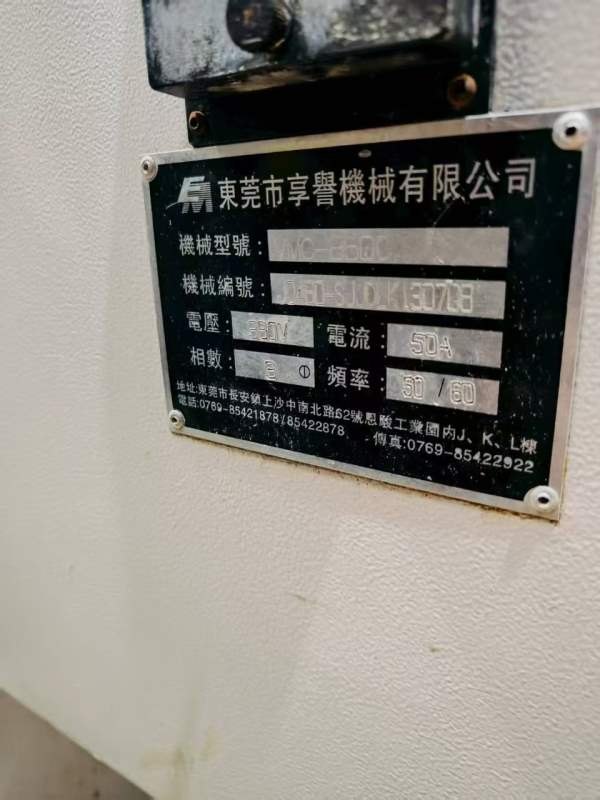 EM 東莞市享譽機械有限公司
機械型號：
機械編號：
電壓：380V 電流：50A
相數：3 Φ 頻率：50/60
地址:東莞市長安鎮上沙中南北路62號恩駿工業園内J、K、L棟
電話:0769-85421878/85422878 傳真:0769-85422922